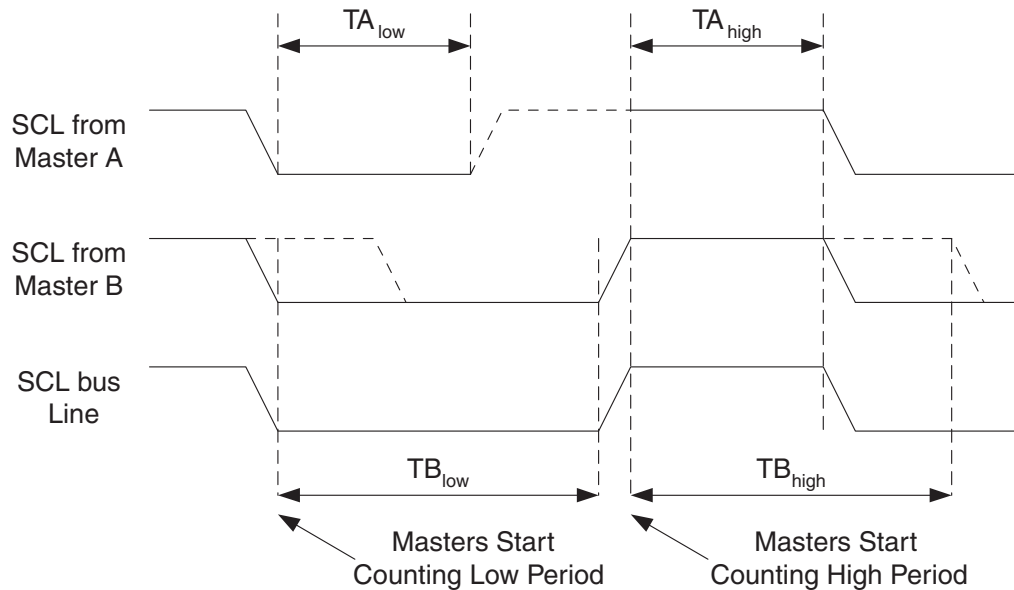 TA low
TA high
SCL from
Master A
SCL from
Master B
SCL bus
Line
TB low
TB high
Masters Start
Counting Low Period
Masters Start
Counting High Period